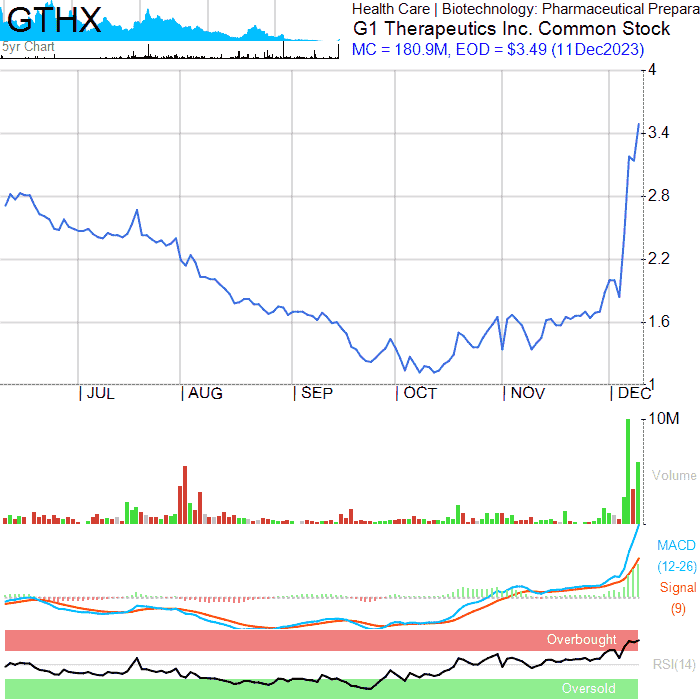 GTHX
Health Care | Biotechnology: Pharmaceutical Prepara
G1 Therapeutics Inc. Common Stock
5yr Chart
MC = 180.9M, EOD = $3.49 (11Dec2023)
4
3.4
2.8
2.2
1.6
1
JUL AUG SEP OCT NOV DEC
10M
Volume
MACD
(12-26)
Signal
(9)
Overbought
RSI(14)
Oversold